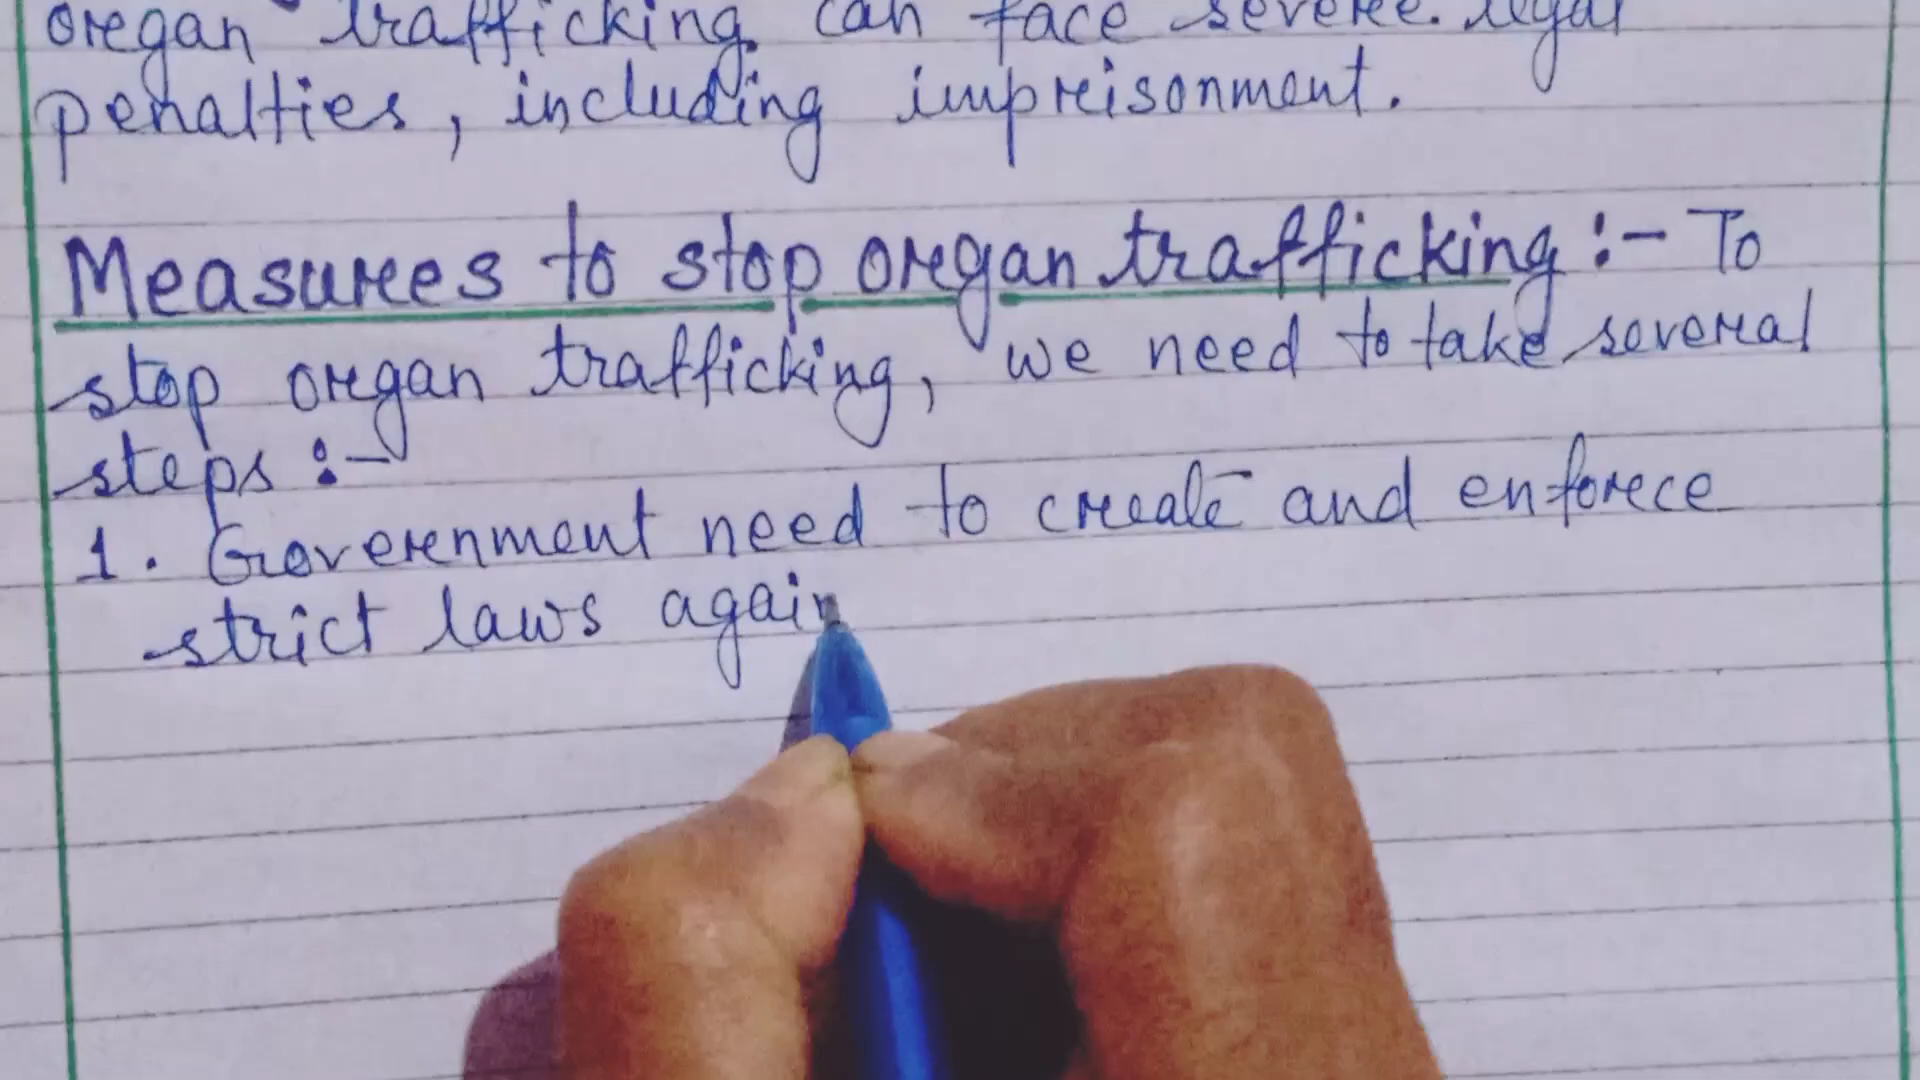 organ trafficking can face severe legal
penalties, including imprisonment.
Measures to stop organ trafficking :- To
stop organ trafficking, we need to take several
steps :-
1. Government need to create and enforce
strict laws again